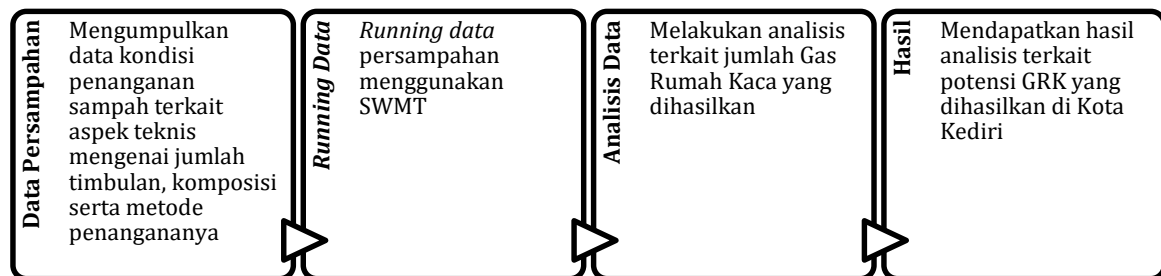 Data Persampahan
Mengumpulkan
data kondisi
penanganan
sampah terkait
aspek teknis
mengenai jumlah
timbulan, komposisi
serta metode
penangananya
Running Data
Running data
persampahan
menggunakan
SWMT
Analisis Data
Melakukan analisis
terkait jumlah Gas
Rumah Kaca yang
dihasilkan
Hasil
Mendapatkan hasil
analisis terkait
potensi GRK yang
dihasilkan di Kota
Kediri